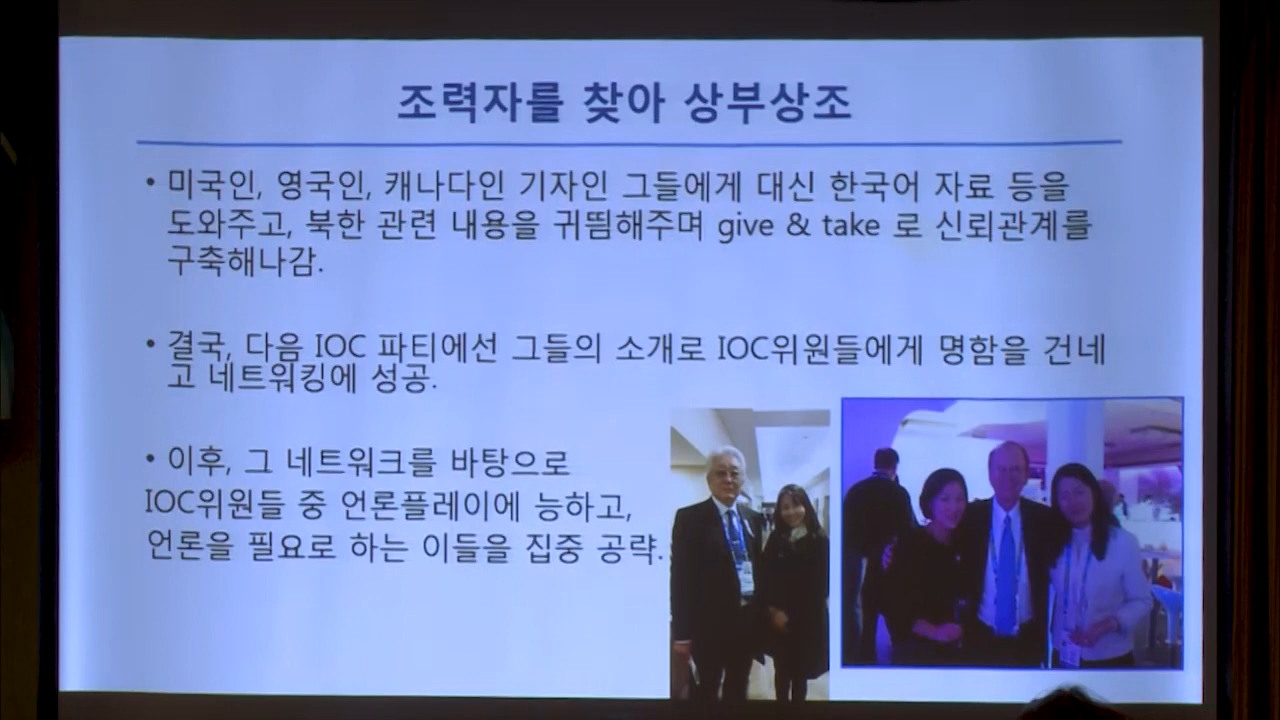 조력자를 찾아 상부상조
• 미국인, 영국인, 캐나다인 기자인 그들에게 대신 한국어 자료 등을
도와주고, 북한 관련 내용을 귀띔해주며 give & take 로 신뢰관계를
구축해나감.
• 결국, 다음 IOC 파티에선 그들의 소개로 IOC위원들에게 명함을 건네
고 네트워킹에 성공.
• 이후, 그 네트워크를 바탕으로
IOC위원들 중 언론플레이에 능하고,
언론을 필요로 하는 이들을 집중 공략.